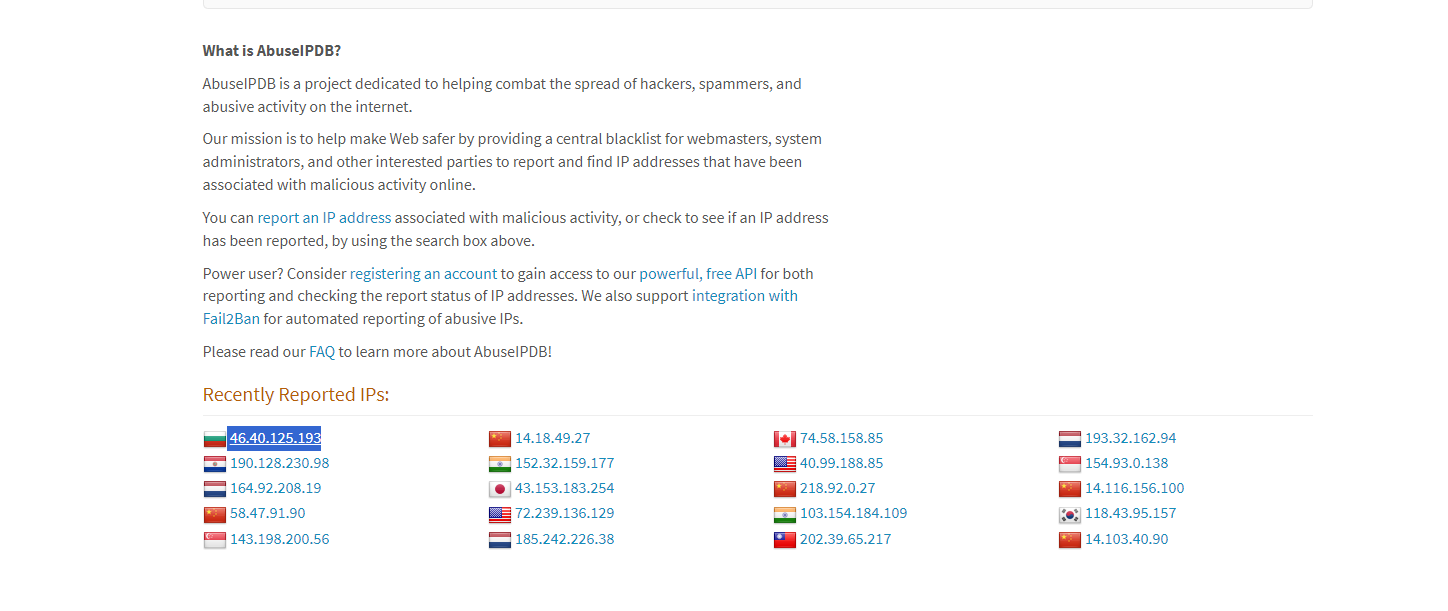 What is AbuseIPDB?
AbuseIPDB is a project dedicated to helping combat the spread of hackers, spammers, and
abusive activity on the internet.
Our mission is to help make Web safer by providing a central blacklist for webmasters, system
administrators, and other interested parties to report and find IP addresses that have been
associated with malicious activity online.
You can report an IP address associated with malicious activity, or check to see if an IP address
has been reported, by using the search box above.
Power user? Consider registering an account to gain access to our powerful, free API for both
reporting and checking the report status of IP addresses. We also support integration with
Fail2Ban for automated reporting of abusive IPs.
Please read our FAQ to learn more about AbuseIPDB!
Recently Reported IPs:
46.40.125.193 14.18.49.27 74.58.158.85 193.32.162.94
190.128.230.98 152.32.159.177 40.99.188.85 154.93.0.138
164.92.208.19 43.153.183.254 218.92.0.27 14.116.156.100
58.47.91.90 72.239.136.129 103.154.184.109 118.43.95.157
143.198.200.56 185.242.226.38 202.39.65.217 14.103.40.90